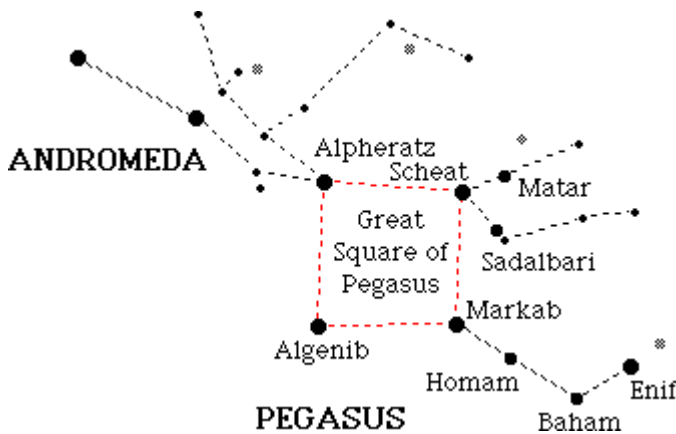 Alpheratz
ANDROMEDA
Scheat
Matar
Great
Square of
Pegasus
Sadalbari
Markab
Algenib
Homam
Enif
Baham
PEGASUS